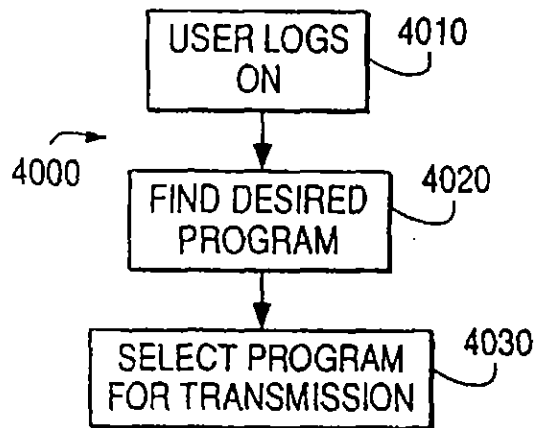 USER LOGS
ON
4010
4000
FIND DESIRED
PROGRAM
4020
SELECT PROGRAM
FOR TRANSMISSION
4030